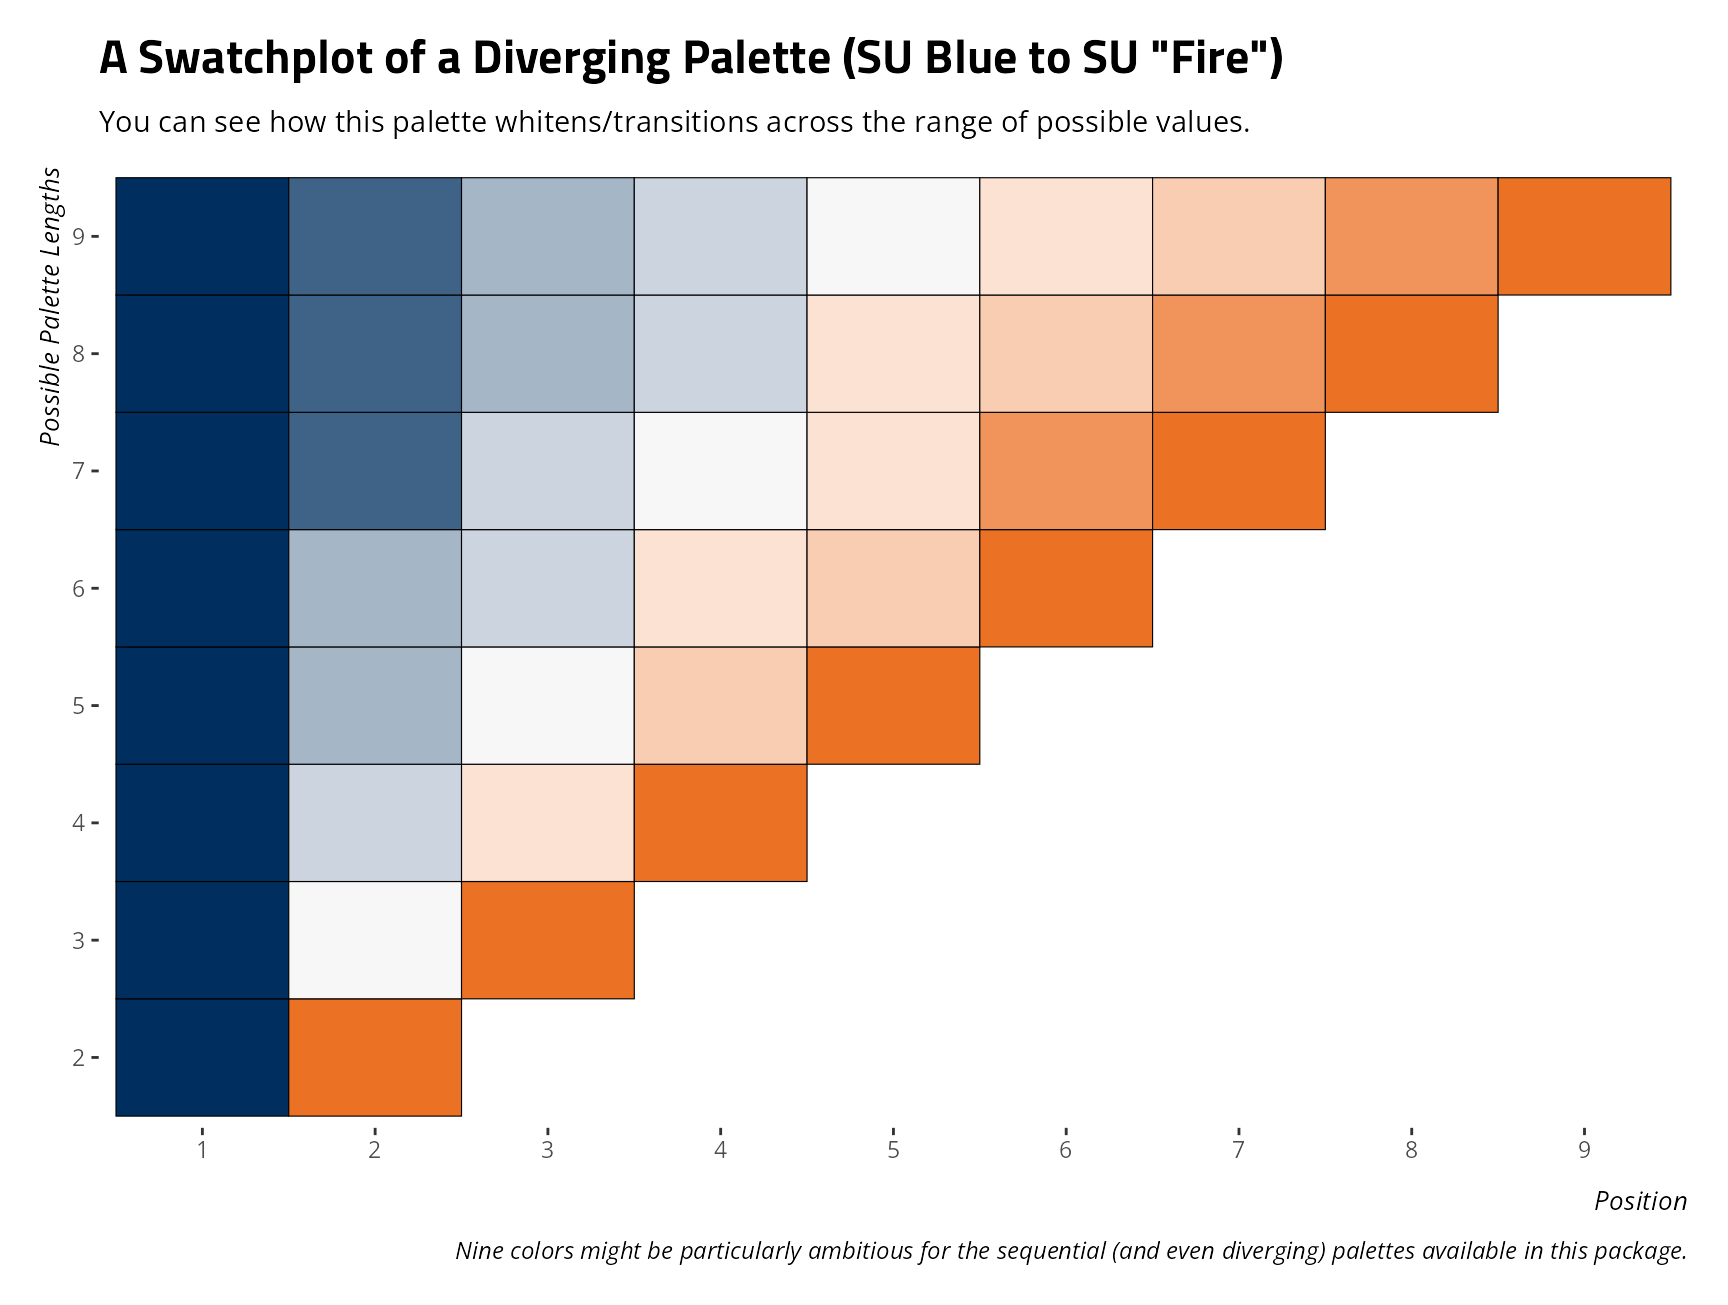 A Swatchplot of a Diverging Palette (SU Blue to SU "Fire")
You can see how this palette whitens/transitions across the range of possible values.
Possible Palette Lengths
9
8
7
6
5
4
3
2
1 2 3 4 5 6 7 8 9
Position
Nine colors might be particularly ambitious for the sequential (and even diverging) palettes available in this package.